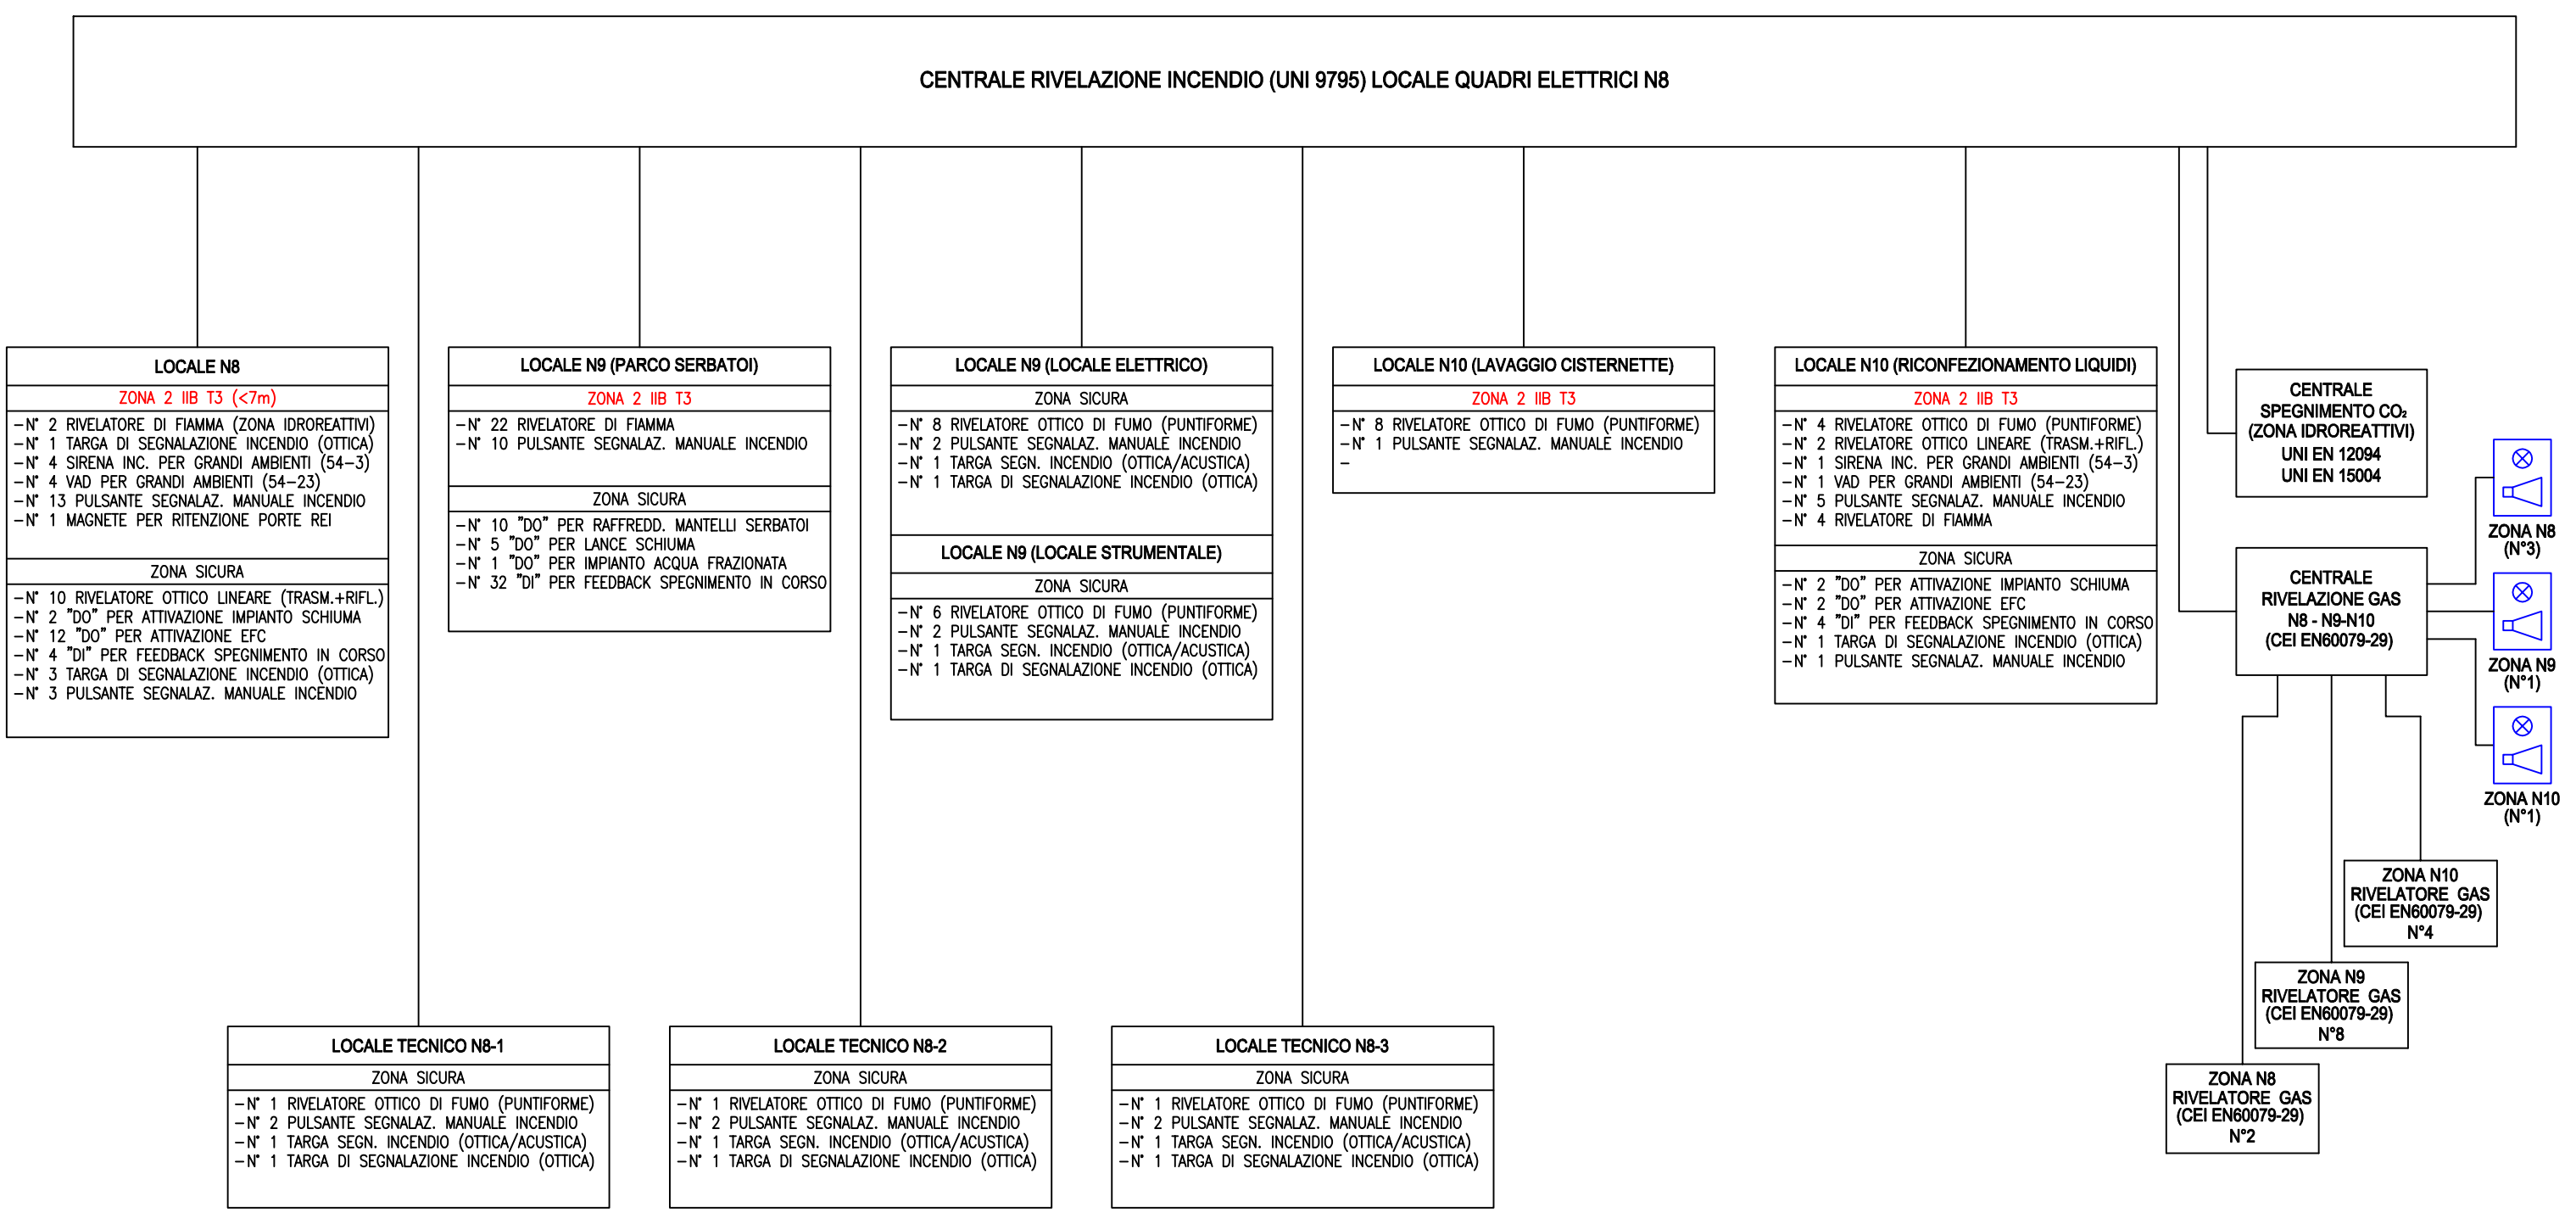 CENTRALE RIVELAZIONE INCENDIO (UNI 9795) LOCALE QUADRI ELETTRICI N8
LOCALE N8
ZONA 2 IIB T3 (<7m)
-N° 2 RIVELATORE DI FIAMMA (ZONA IDROREATTIVI)
-N° 1 TARGA DI SEGNALAZIONE INCENDIO (OTTICA)
-N° 4 SIRENA INC. PER GRANDI AMBIENTI (54-3)
-N° 4 VAD PER GRANDI AMBIENTI (54-23)
-N° 13 PULSANTE SEGNALAZ. MANUALE INCENDIO
-N° 1 MAGNETE PER RITENZIONE PORTE REI
ZONA SICURA
-N° 10 RIVELATORE OTTICO LINEARE (TRASM.+RIFL.)
-N° 2 "DO" PER ATTIVAZIONE IMPIANTO SCHIUMA
-N° 12 "DO" PER ATTIVAZIONE EFC
-N° 4 "DI" PER FEEDBACK SPEGNIMENTO IN CORSO
-N° 3 TARGA DI SEGNALAZIONE INCENDIO (OTTICA)
-N° 3 PULSANTE SEGNALAZ. MANUALE INCENDIO
LOCALE N9 (PARCO SERBATOI)
ZONA 2 IIB T3
-N° 22 RIVELATORE DI FIAMMA
-N° 10 PULSANTE SEGNALAZ. MANUALE INCENDIO
ZONA SICURA
-N° 10 "DO" PER RAFFREDD. MANTELLI SERBATOI
-N° 5 "DO" PER LANCE SCHIUMA
-N° 1 "DO" PER IMPIANTO ACQUA FRAZIONATA
-N° 32 "DI" PER FEEDBACK SPEGNIMENTO IN CORSO
LOCALE N9 (LOCALE ELETTRICO)
ZONA SICURA
-N° 8 RIVELATORE OTTICO DI FUMO (PUNTIFORME)
-N° 2 PULSANTE SEGNALAZ. MANUALE INCENDIO
-N° 1 TARGA SEGN. INCENDIO (OTTICA/ACUSTICA)
-N° 1 TARGA DI SEGNALAZIONE INCENDIO (OTTICA)
LOCALE N9 (LOCALE STRUMENTALE)
ZONA SICURA
-N° 6 RIVELATORE OTTICO DI FUMO (PUNTIFORME)
-N° 2 PULSANTE SEGNALAZ. MANUALE INCENDIO
-N° 1 TARGA SEGN. INCENDIO (OTTICA/ACUSTICA)
-N° 1 TARGA DI SEGNALAZIONE INCENDIO (OTTICA)
LOCALE N10 (LAVAGGIO CISTERNETTE)
ZONA 2 IIB T3
-N° 8 RIVELATORE OTTICO DI FUMO (PUNTIFORME)
-N° 1 PULSANTE SEGNALAZ. MANUALE INCENDIO
-
LOCALE N10 (RICONFEZIONAMENTO LIQUIDI)
ZONA 2 IIB T3
-N° 4 RIVELATORE OTTICO DI FUMO (PUNTIFORME)
-N° 2 RIVELATORE OTTICO LINEARE (TRASM.+RIFL.)
-N° 1 SIRENA INC. PER GRANDI AMBIENTI (54-3)
-N° 1 VAD PER GRANDI AMBIENTI (54-23)
-N° 5 PULSANTE SEGNALAZ. MANUALE INCENDIO
-N° 4 RIVELATORE DI FIAMMA
ZONA SICURA
-N° 2 "DO" PER ATTIVAZIONE IMPIANTO SCHIUMA
-N° 2 "DO" PER ATTIVAZIONE EFC
-N° 4 "DI" PER FEEDBACK SPEGNIMENTO IN CORSO
-N° 1 TARGA DI SEGNALAZIONE INCENDIO (OTTICA)
-N° 1 PULSANTE SEGNALAZ. MANUALE INCENDIO
CENTRALE
SPEGNIMENTO CO₂
(ZONA IDROREATTIVI)
UNI EN 12094
UNI EN 15004
CENTRALE
RIVELAZIONE GAS
N8 - N9-N10
(CEI EN60079-29)
ZONA N8
(N°3)
ZONA N9
(N°1)
ZONA N10
(N°1)
ZONA N10
RIVELATORE GAS
(CEI EN60079-29)
N°4
ZONA N9
RIVELATORE GAS
(CEI EN60079-29)
N°8
ZONA N8
RIVELATORE GAS
(CEI EN60079-29)
N°2
LOCALE TECNICO N8-1
ZONA SICURA
-N° 1 RIVELATORE OTTICO DI FUMO (PUNTIFORME)
-N° 2 PULSANTE SEGNALAZ. MANUALE INCENDIO
-N° 1 TARGA SEGN. INCENDIO (OTTICA/ACUSTICA)
-N° 1 TARGA DI SEGNALAZIONE INCENDIO (OTTICA)
LOCALE TECNICO N8-2
ZONA SICURA
-N° 1 RIVELATORE OTTICO DI FUMO (PUNTIFORME)
-N° 2 PULSANTE SEGNALAZ. MANUALE INCENDIO
-N° 1 TARGA SEGN. INCENDIO (OTTICA/ACUSTICA)
-N° 1 TARGA DI SEGNALAZIONE INCENDIO (OTTICA)
LOCALE TECNICO N8-3
ZONA SICURA
-N° 1 RIVELATORE OTTICO DI FUMO (PUNTIFORME)
-N° 2 PULSANTE SEGNALAZ. MANUALE INCENDIO
-N° 1 TARGA SEGN. INCENDIO (OTTICA/ACUSTICA)
-N° 1 TARGA DI SEGNALAZIONE INCENDIO (OTTICA)